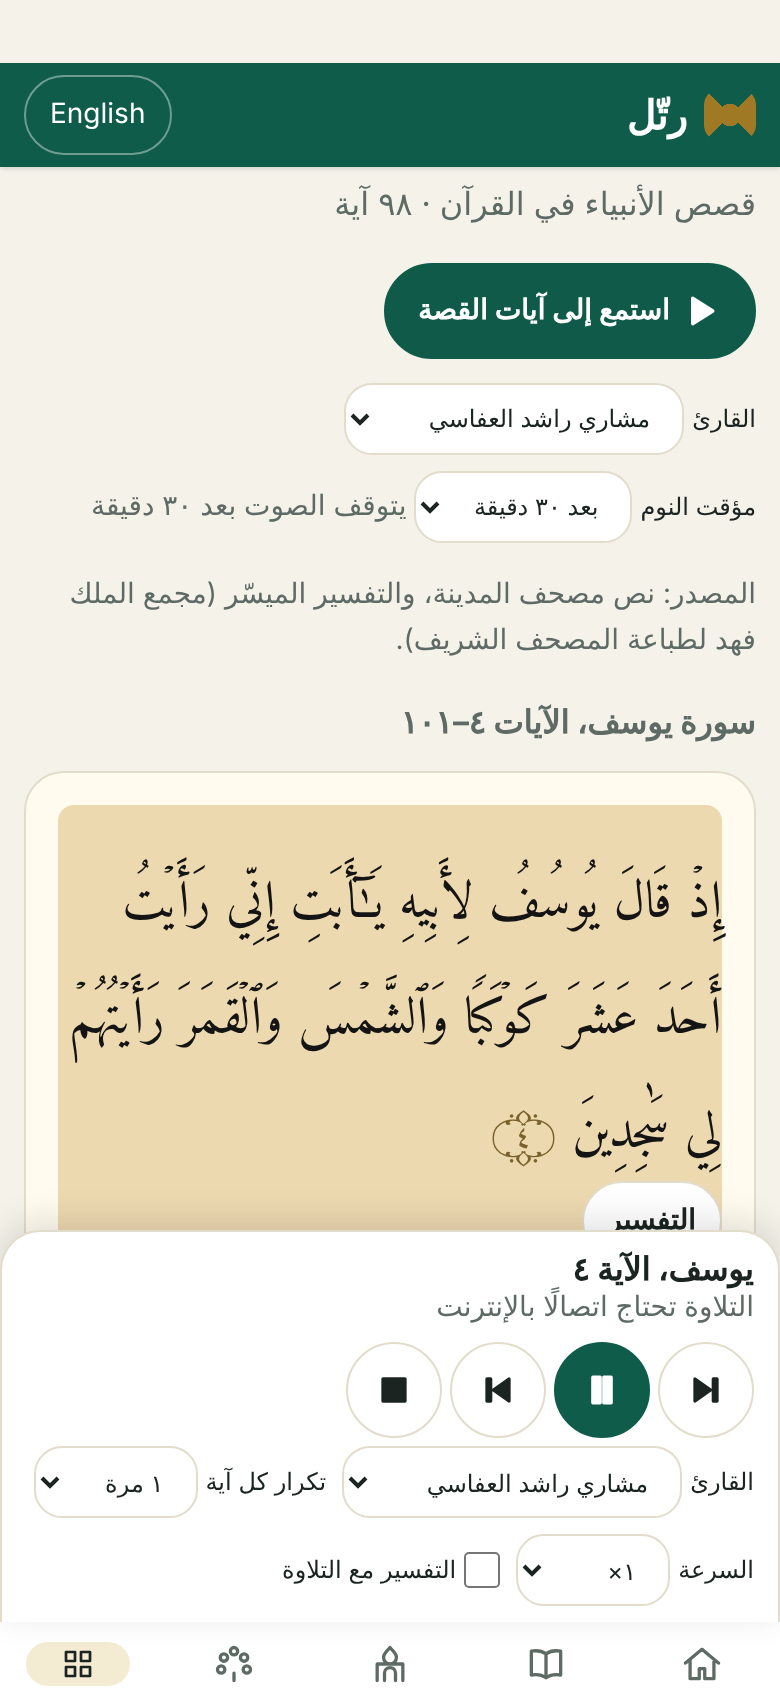 رتّل
English
قصص الأنبياء في القرآن · ٩٨ آية
استمع إلى آيات القصة
القارئ مشاري راشد العفاسي
مؤقت النوم بعد ٣٠ دقيقة يتوقف الصوت بعد ٣٠ دقيقة
المصدر: نص مصحف المدينة، والتفسير الميسّر (مجمع الملك
فهد لطباعة المصحف الشريف).
سورة يوسف، الآيات ٤–١٠١
إِذۡ قَالَ يُوسُفُ لِأَبِيهِ يَٰٓأَبَتِ إِنِّي رَأَيۡتُ
أَحَدَ عَشَرَ كَوۡكَبٗا وَٱلشَّمۡسَ وَٱلۡقَمَرَ رَأَيۡتُهُمۡ
لِي سَٰجِدِينَ ٤
التفسير
يوسف، الآية ٤
التلاوة تحتاج اتصالًا بالإنترنت
القارئ مشاري راشد العفاسي تكرار كل آية ١ مرة
السرعة ١× التفسير مع التلاوة